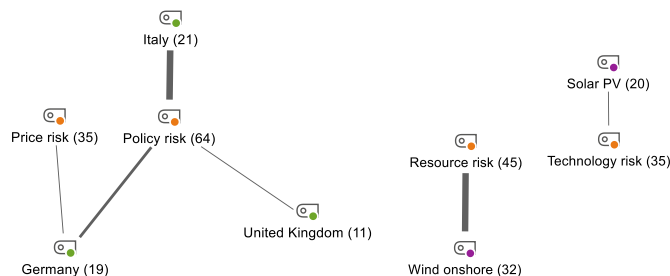 Italy (21)
Solar PV (20)
Price risk (35)
Policy risk (64)
Resource risk (45)
Technology risk (35)
United Kingdom (11)
Germany (19)
Wind onshore (32)